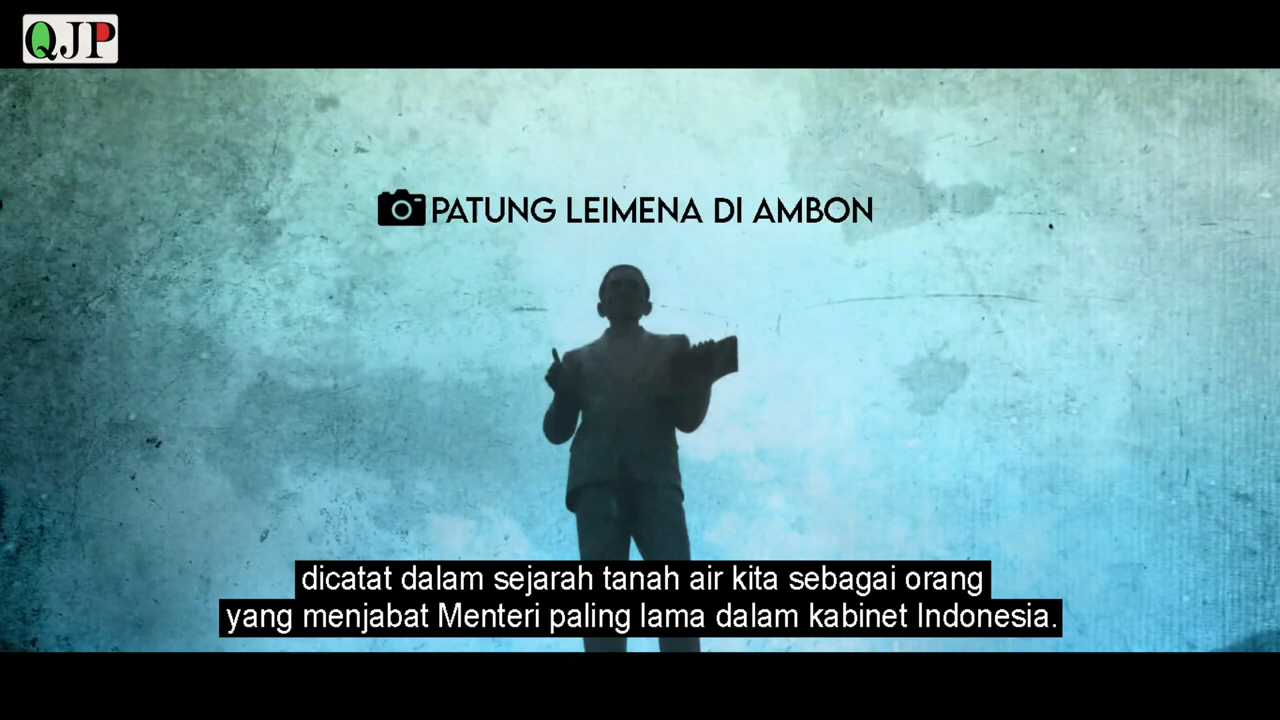 QJP
PATUNG LEIMENA DI AMBON
dicatat dalam sejarah tanah air kita sebagai orang
yang menjabat Menteri paling lama dalam kabinet Indonesia.